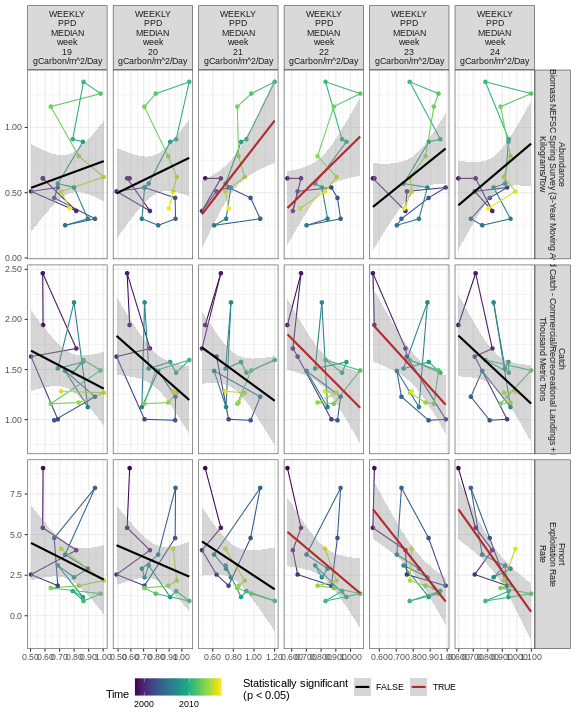 WEEKLY WEEKLY WEEKLY WEEKLY WEEKLY WEEKLY
PPD PPD PPD PPD PPD PPD
MEDIAN MEDIAN MEDIAN MEDIAN MEDIAN MEDIAN
week week week week week week
19 20 21 22 23 24
gCarbon/m^2/Day gCarbon/m^2/Day gCarbon/m^2/Day gCarbon/m^2/Day gCarbon/m^2/Day gCarbon/m^2/Day
1.00
0.50
0.00
Abundance
Biomass NEFSC Spring Survey (3-Year Moving
Kilograms/Tow
2.50
2.00
1.50
1.00
Catch
Catch - Commercial/Recreational Landings +
Thousand Metric Tons
7.5
5.0
2.5
0.0
Fmort
Exploitation Rate
Rate
0.60 0.80 1.00 1.20
Time
2000 2010
Statistically significant
(p < 0.05)
FALSE TRUE